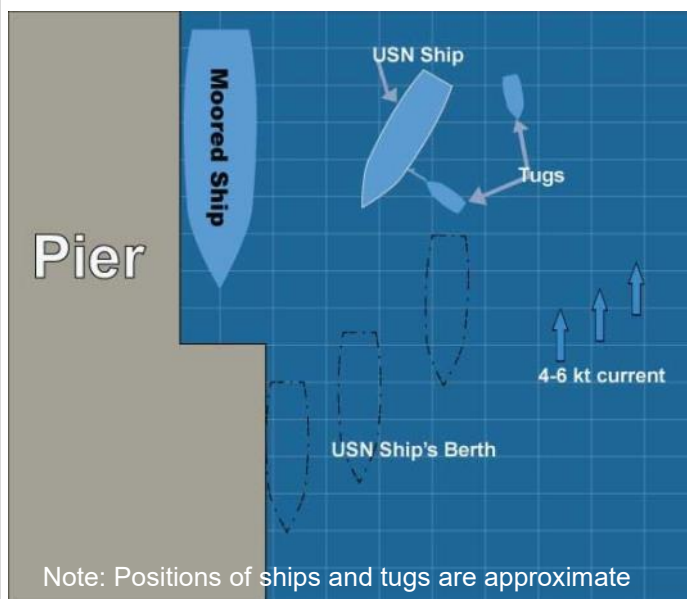 USN Ship
Moored Ship
Tugs
Pier
4-6 kt current
USN Ship's Berth
Note: Positions of ships and tugs are approximate